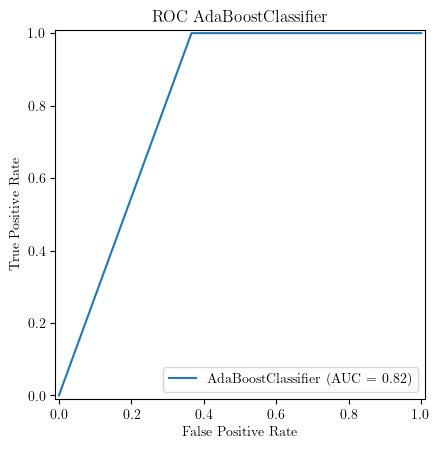 ROC AdaBoostClassifier
1.0
0.8
0.6
0.4
0.2
0.0
True Positive Rate
AdaBoostClassifier (AUC = 0.82)
0.0 0.2 0.4 0.6 0.8 1.0
False Positive Rate